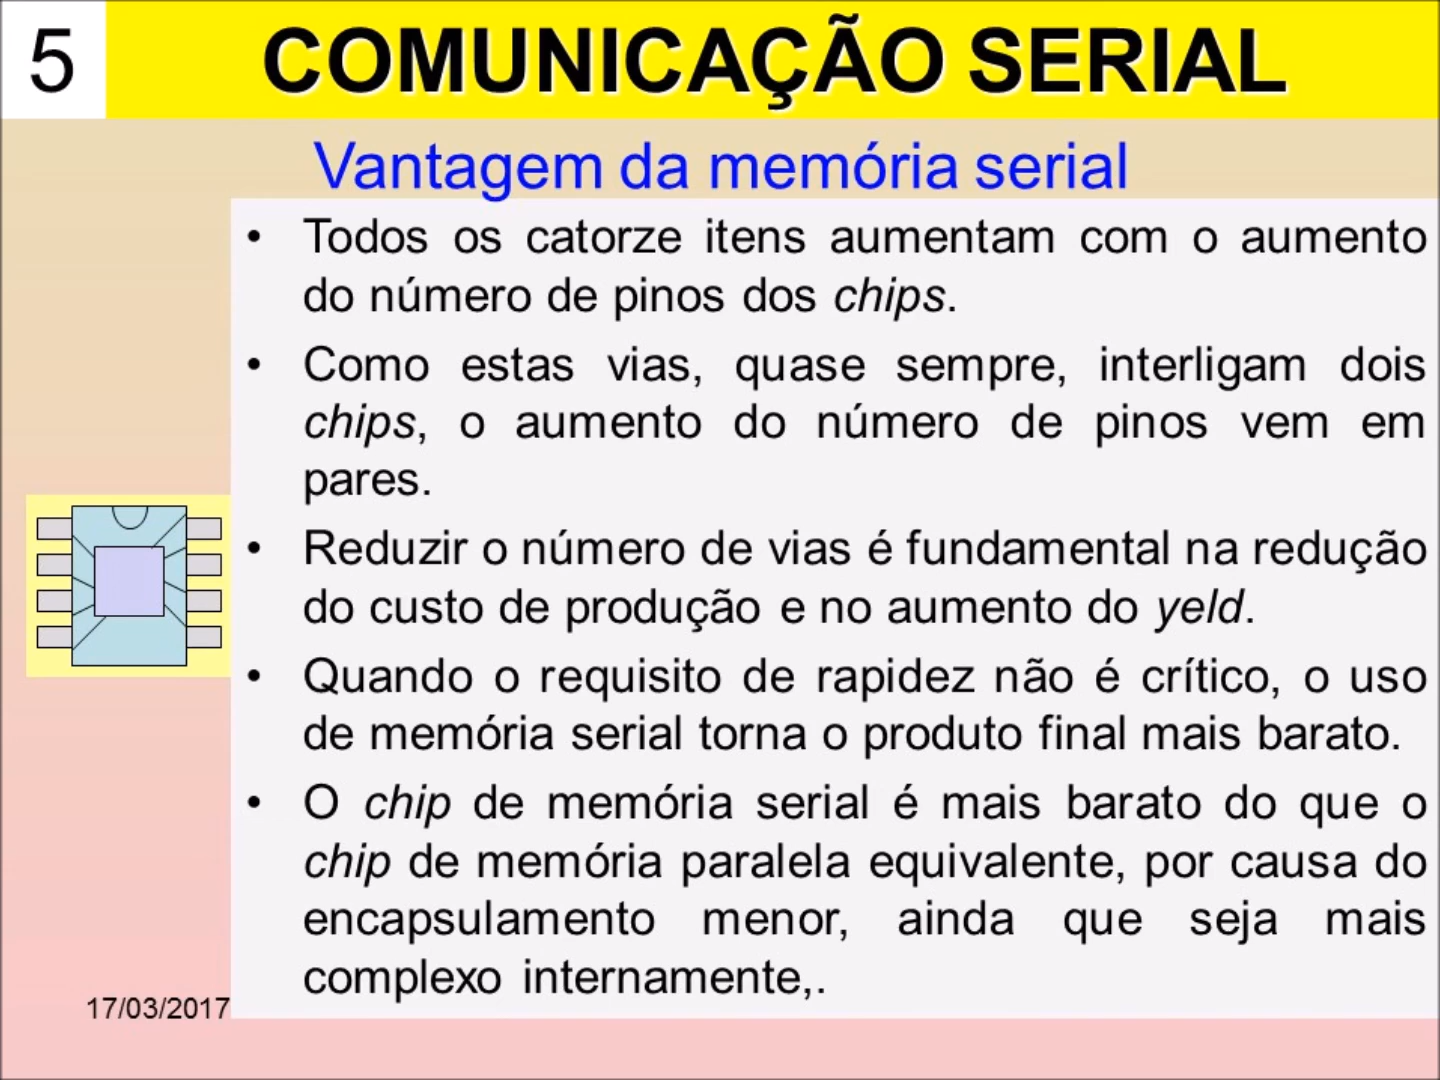 5
COMUNICAÇÃO SERIAL
Vantagem da memória serial
• Todos os catorze itens aumentam com o aumento
do número de pinos dos chips.
• Como estas vias, quase sempre, interligam dois
chips, o aumento do número de pinos vem em
pares.
• Reduzir o número de vias é fundamental na redução
do custo de produção e no aumento do yeld.
• Quando o requisito de rapidez não é crítico, o uso
de memória serial torna o produto final mais barato.
• O chip de memória serial é mais barato do que o
chip de memória paralela equivalente, por causa do
encapsulamento menor, ainda que seja mais
complexo internamente,.
17/03/2017